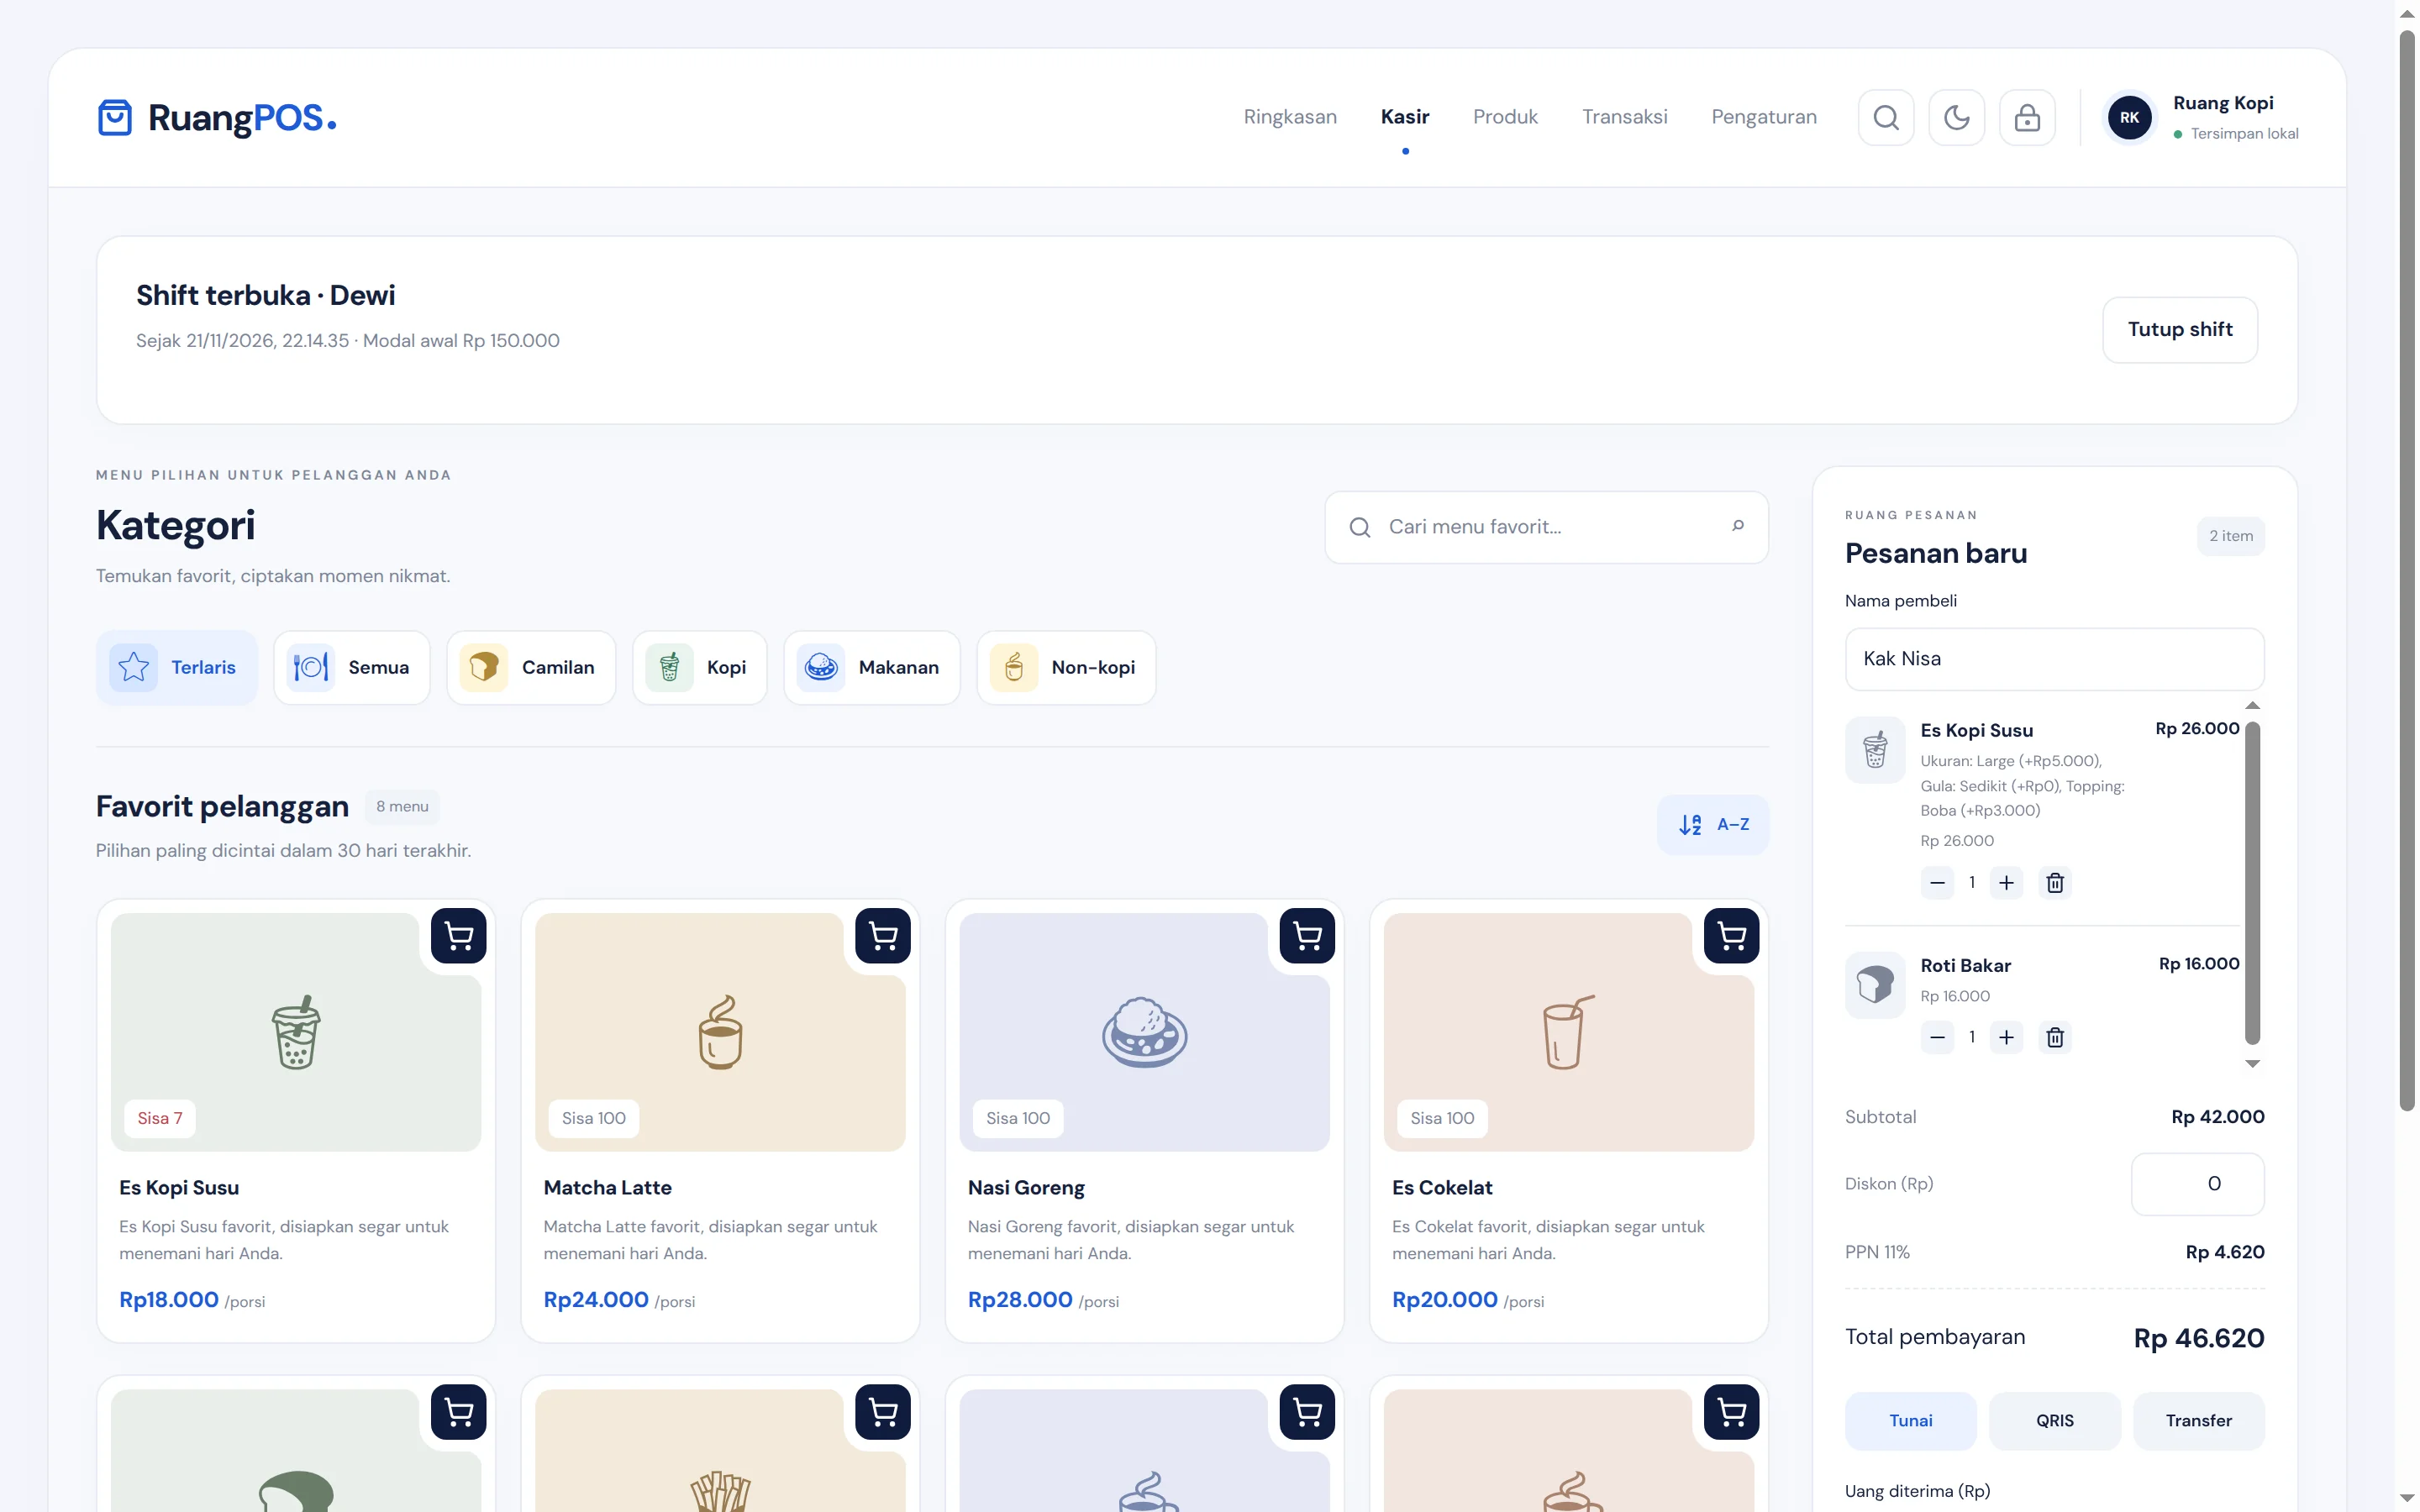 RuangPOS.
Ringkasan
Kasir
Produk
Transaksi
Pengaturan
RK
Ruang Kopi
Tersimpan lokal
Shift terbuka · Dewi
Sejak 21/11/2026, 22.14.35 · Modal awal Rp 150.000
Tutup shift
MENU PILIHAN UNTUK PELANGGAN ANDA
Kategori
Temukan favorit, ciptakan momen nikmat.
Cari menu favorit...
Terlaris
Semua
Camilan
Kopi
Makanan
Non-kopi
Favorit pelanggan
8 menu
Pilihan paling dicintai dalam 30 hari terakhir.
A–Z
Sisa 7
Es Kopi Susu
Es Kopi Susu favorit, disiapkan segar untuk
menemani hari Anda.
Rp18.000 /porsi
Sisa 100
Matcha Latte
Matcha Latte favorit, disiapkan segar untuk
menemani hari Anda.
Rp24.000 /porsi
Sisa 100
Nasi Goreng
Nasi Goreng favorit, disiapkan segar untuk
menemani hari Anda.
Rp28.000 /porsi
Sisa 100
Es Cokelat
Es Cokelat favorit, disiapkan segar untuk
menemani hari Anda.
Rp20.000 /porsi
RUANG PESANAN
Pesanan baru
2 item
Nama pembeli
Kak Nisa
Es Kopi Susu
Rp 26.000
Ukuran: Large (+Rp5.000),
Gula: Sedikit (+Rp0), Topping:
Boba (+Rp3.000)
Rp 26.000
1
Roti Bakar
Rp 16.000
Rp 16.000
1
Subtotal
Rp 42.000
Diskon (Rp)
0
PPN 11%
Rp 4.620
Total pembayaran
Rp 46.620
Tunai
QRIS
Transfer
Uang diterima (Rp)